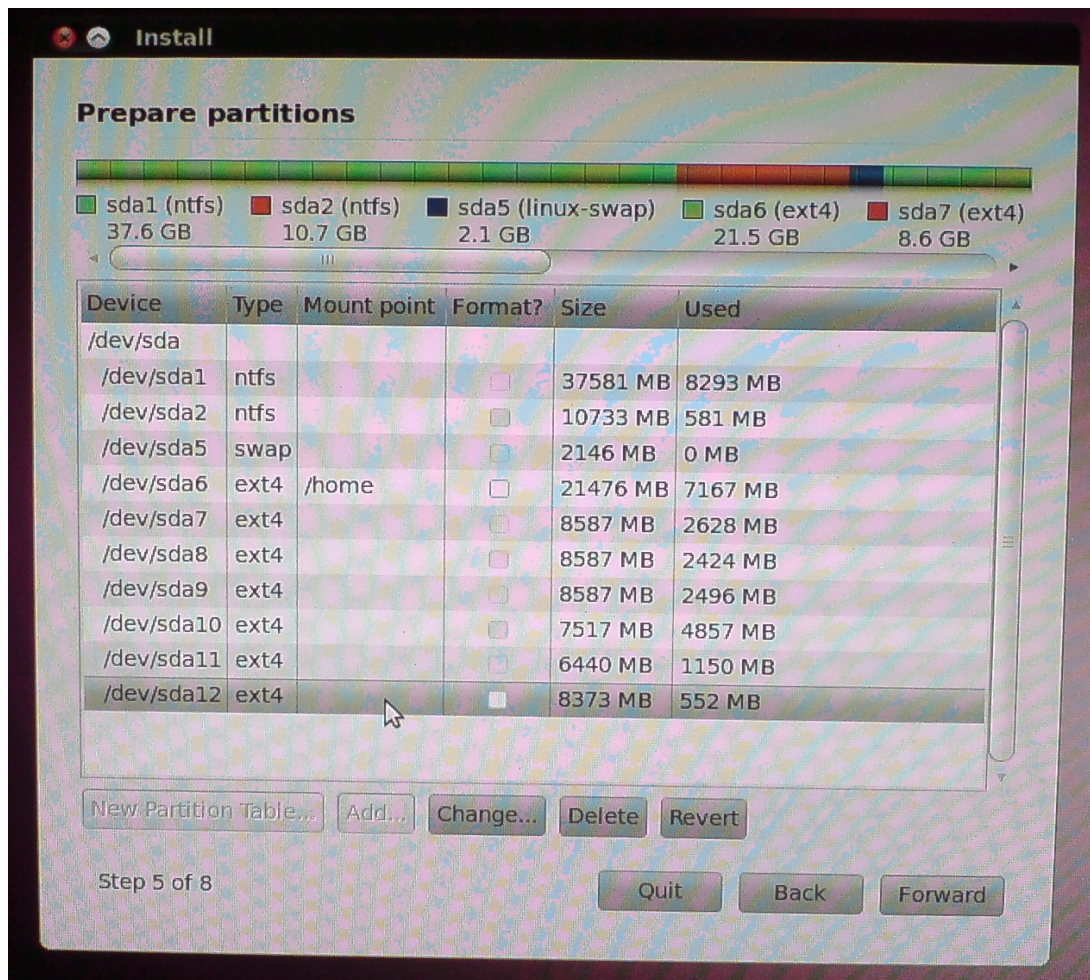 Install
Prepare partitions
sda1 (ntfs) sda2 (ntfs) sda5 (linux-swap) sda6 (ext4) sda7 (ext4)
37.6 GB 10.7 GB 2.1 GB 21.5 GB 8.6 GB
Device Type Mount point Format? Size Used
/dev/sda
/dev/sda1 ntfs 37581 MB 8293 MB
/dev/sda2 ntfs 10733 MB 581 MB
/dev/sda5 swap 2146 MB 0 MB
/dev/sda6 ext4 /home 21476 MB 7167 MB
/dev/sda7 ext4 8587 MB 2628 MB
/dev/sda8 ext4 8587 MB 2424 MB
/dev/sda9 ext4 8587 MB 2496 MB
/dev/sda10 ext4 7517 MB 4857 MB
/dev/sda11 ext4 6440 MB 1150 MB
/dev/sda12 ext4 8373 MB 552 MB
New Partition Table... Add... Change... Delete Revert
Step 5 of 8 Quit Back Forward